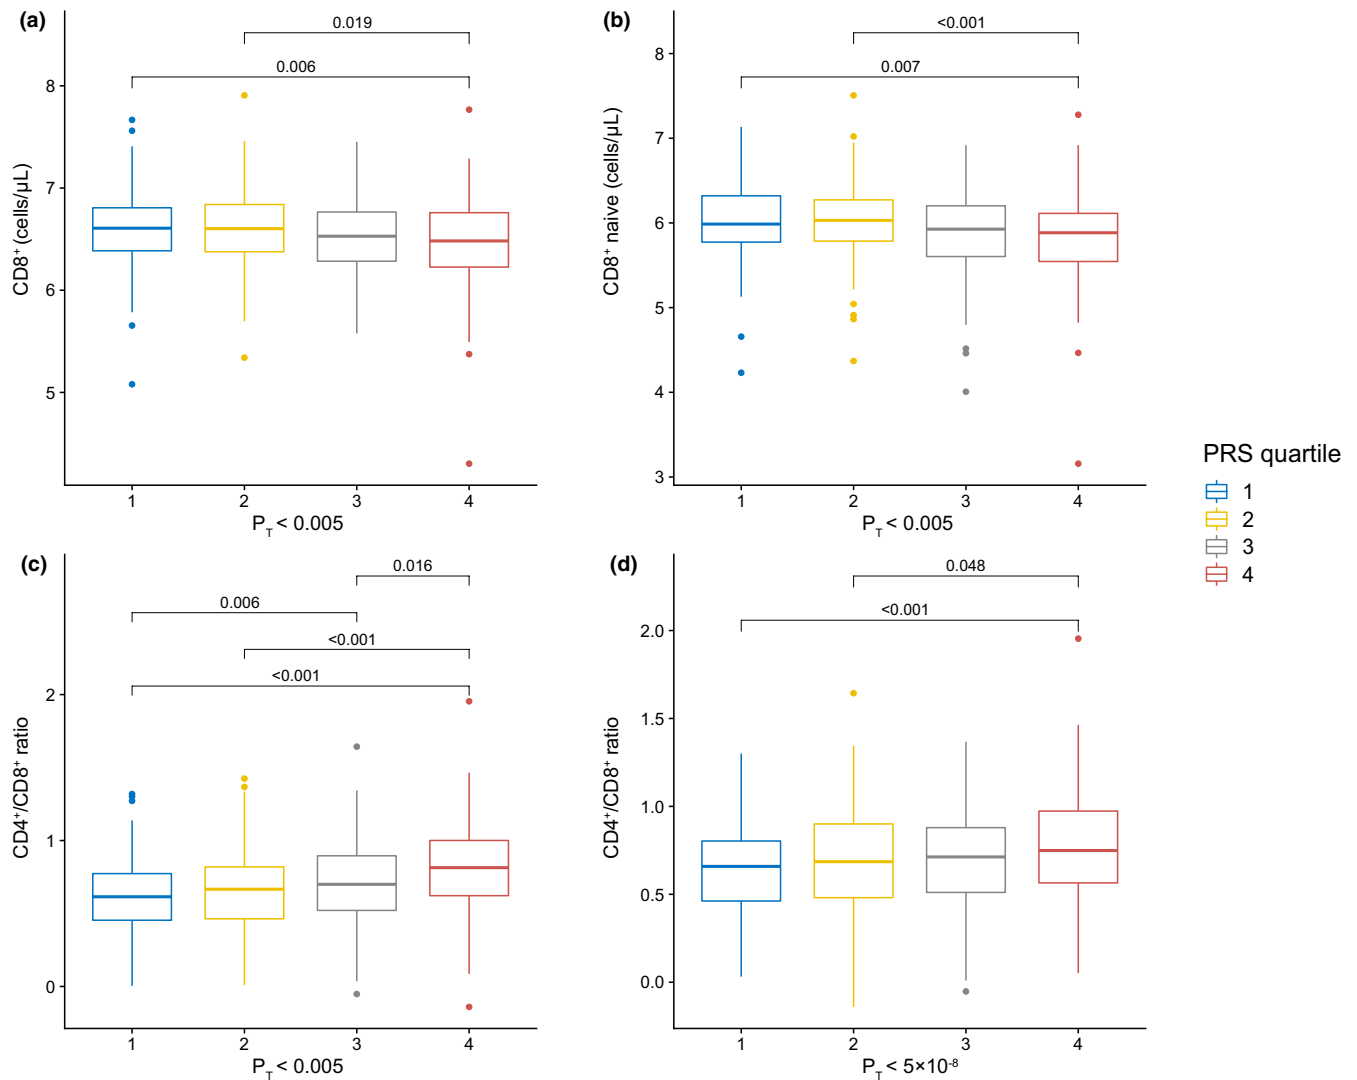 (a)
0.019
0.006
8
7
6
5
CD8⁺ (cells/µL)
1 2 3 4
P_T < 0.005
(b)
<0.001
0.007
8
7
6
5
4
3
CD8⁺ naive (cells/µL)
1 2 3 4
P_T < 0.005
PRS quartile
1
2
3
4
(c)
0.016
0.006
<0.001
<0.001
2
1
0
CD4⁺/CD8⁺ ratio
1 2 3 4
P_T < 0.005
(d)
0.048
<0.001
2.0
1.5
1.0
0.5
0.0
CD4⁺/CD8⁺ ratio
1 2 3 4
P_T < 5×10⁻⁸